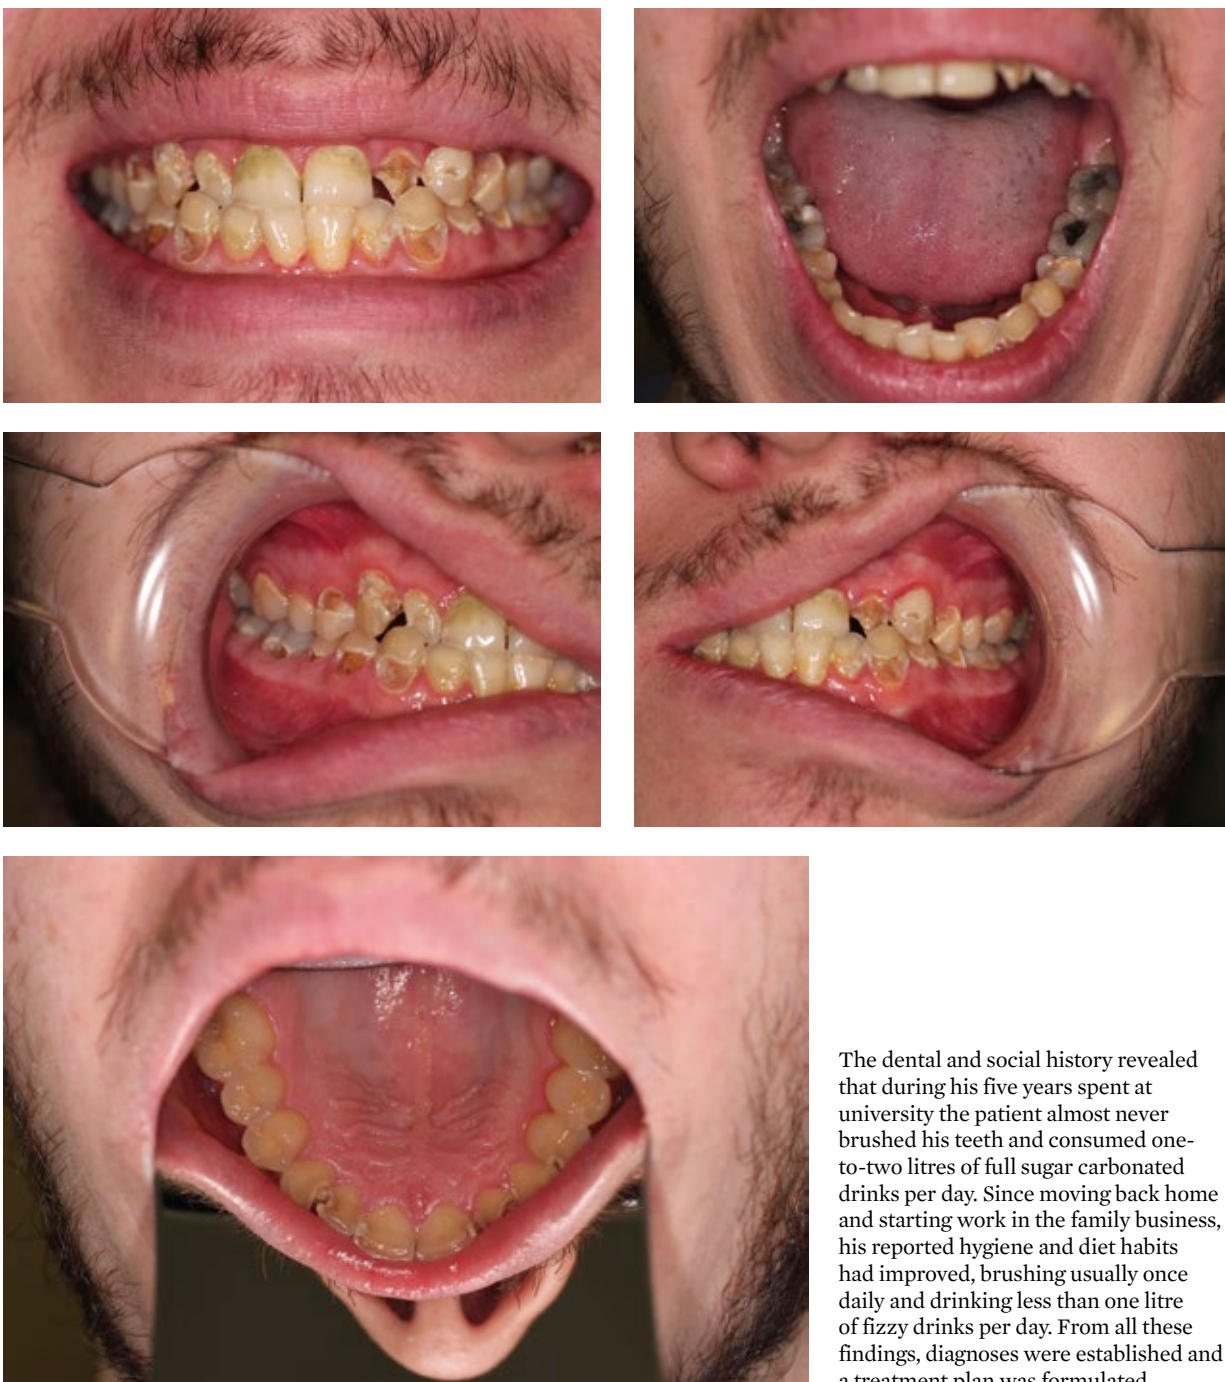 The dental and social history revealed
that during his five years spent at
university the patient almost never
brushed his teeth and consumed one-
to-two litres of full sugar carbonated
drinks per day. Since moving back home
and starting work in the family business,
his reported hygiene and diet habits
had improved, brushing usually once
daily and drinking less than one litre
of fizzy drinks per day. From all these
findings, diagnoses were established and
a treatment plan was formulated